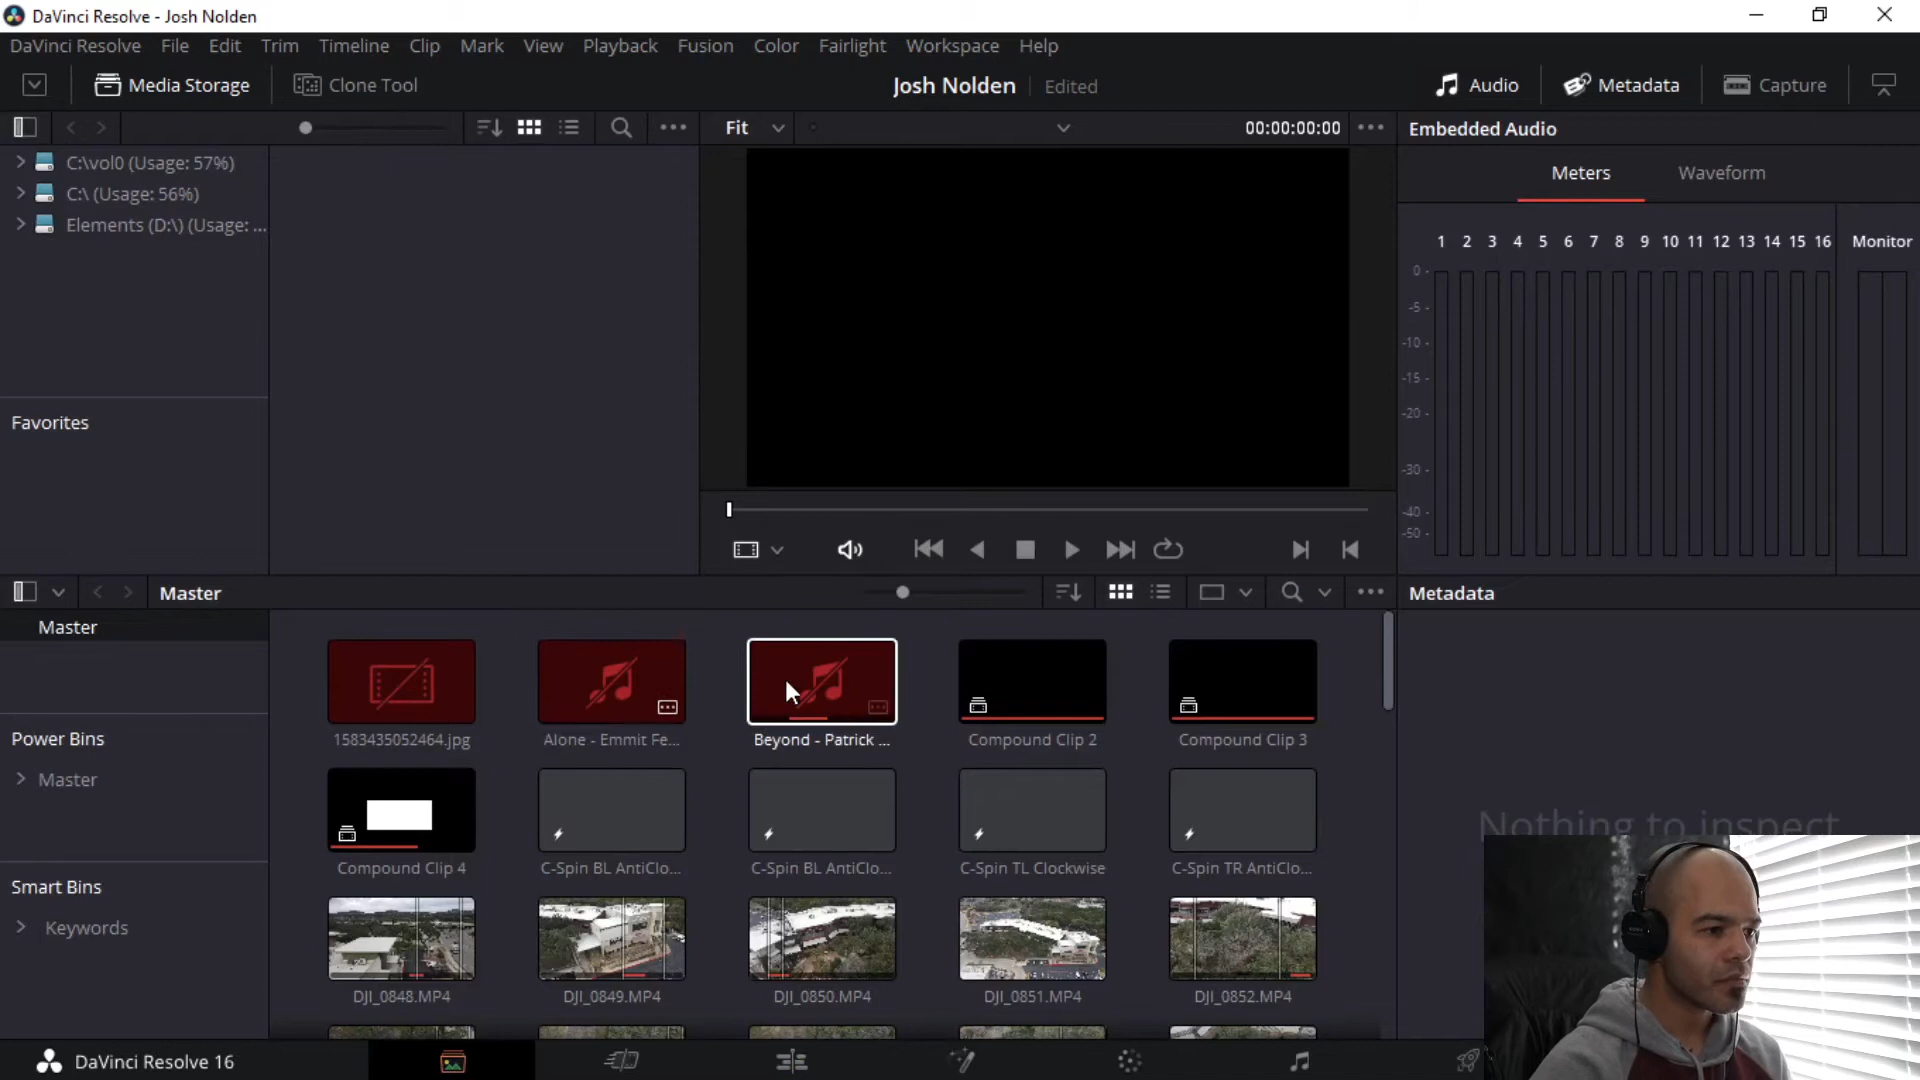 DaVinci Resolve - Josh Nolden
DaVinci Resolve File Edit Trim Timeline Clip Mark View Playback Fusion Color Fairlight Workspace Help
Media Storage Clone Tool Josh Nolden Edited Audio Metadata Capture
Fit 00:00:00:00 Embedded Audio
C:\vol0 (Usage: 57%)
C:\ (Usage: 56%)
Elements (D:\) (Usage: ...
Meters Waveform
1 2 3 4 5 6 7 8 9 10 11 12 13 14 15 16 Monitor
0
-5
-10
-15
-20
-30
-40
-50
Favorites
Master Metadata
Master
Power Bins
Master
Smart Bins
Keywords
1583435052464.jpg Alone - Emmit Fe... Beyond - Patrick ... Compound Clip 2 Compound Clip 3
Compound Clip 4 C-Spin BL AntiClo... C-Spin BL AntiClo... C-Spin TL Clockwise C-Spin TR AntiClo...
DJI_0848.MP4 DJI_0849.MP4 DJI_0850.MP4 DJI_0851.MP4 DJI_0852.MP4
Nothing to inspect
DaVinci Resolve 16